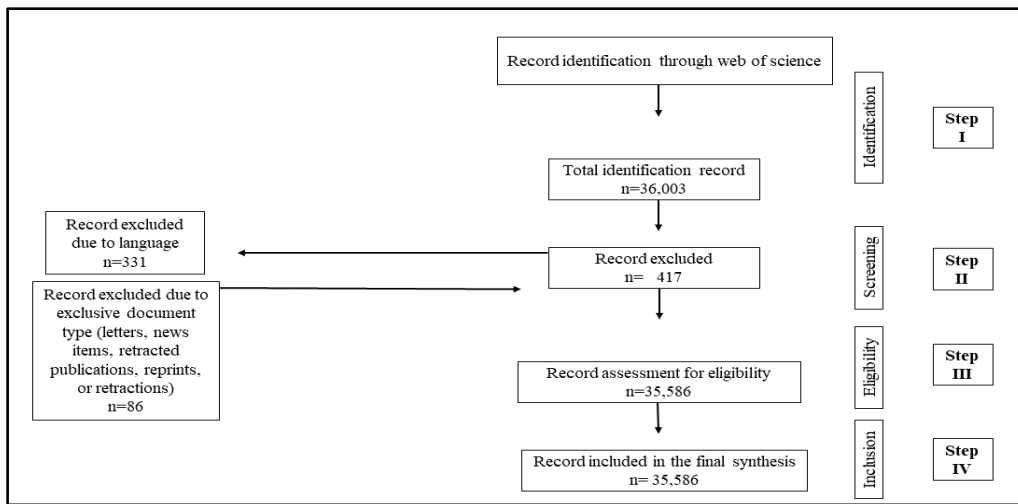 Record identification through web of science
Identification
Step
I
Total identification record
n=36,003
Record excluded
due to language
n=331
Record excluded
n= 417
Screening
Step
II
Record excluded due to
exclusive document
type (letters, news
items, retracted
publications, reprints,
or retractions)
n=86
Record assessment for eligibility
n=35,586
Eligibility
Step
III
Record included in the final synthesis
n= 35,586
Inclusion
Step
IV